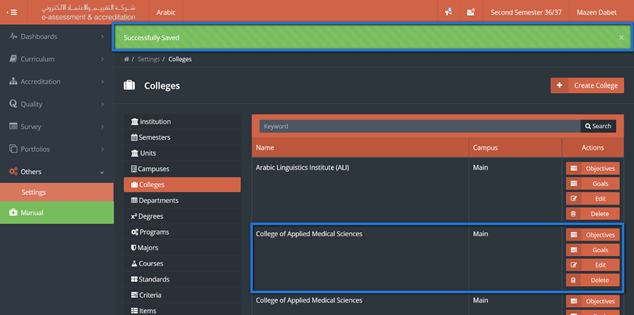 شركة التقييم والاعتماد الالكتروني
e-assessment & accreditation
Arabic
Second Semester 36/37
Mazen Dabet
Successfully Saved
×
Dashboards
Curriculum
Accreditation
Quality
Survey
Portfolios
Others
Settings
Manual
/ Settings / Colleges
Colleges
Create College
institution
Semesters
Units
Campuses
Colleges
Departments
Degrees
Programs
Majors
Courses
Standards
Criteria
Items
Keyword
Search
Name Campus Actions
Arabic Linguistics Institute (ALI) Main Objectives
Goals
Edit
Delete
College of Applied Medical Sciences Main Objectives
Goals
Edit
Delete
College of Applied Medical Sciences Main Objectives